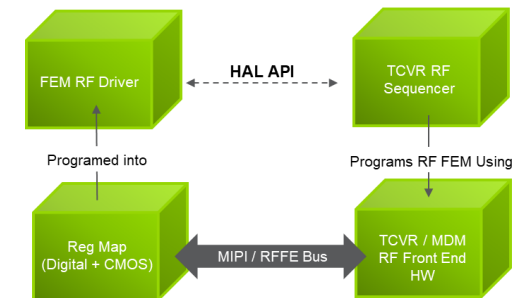 FEM RF Driver
HAL API
TCVR RF
Sequencer
Programed into
Programs RF FEM Using
Reg Map
(Digital + CMOS)
MIPI / RFFE Bus
TCVR / MDM
RF Front End
HW